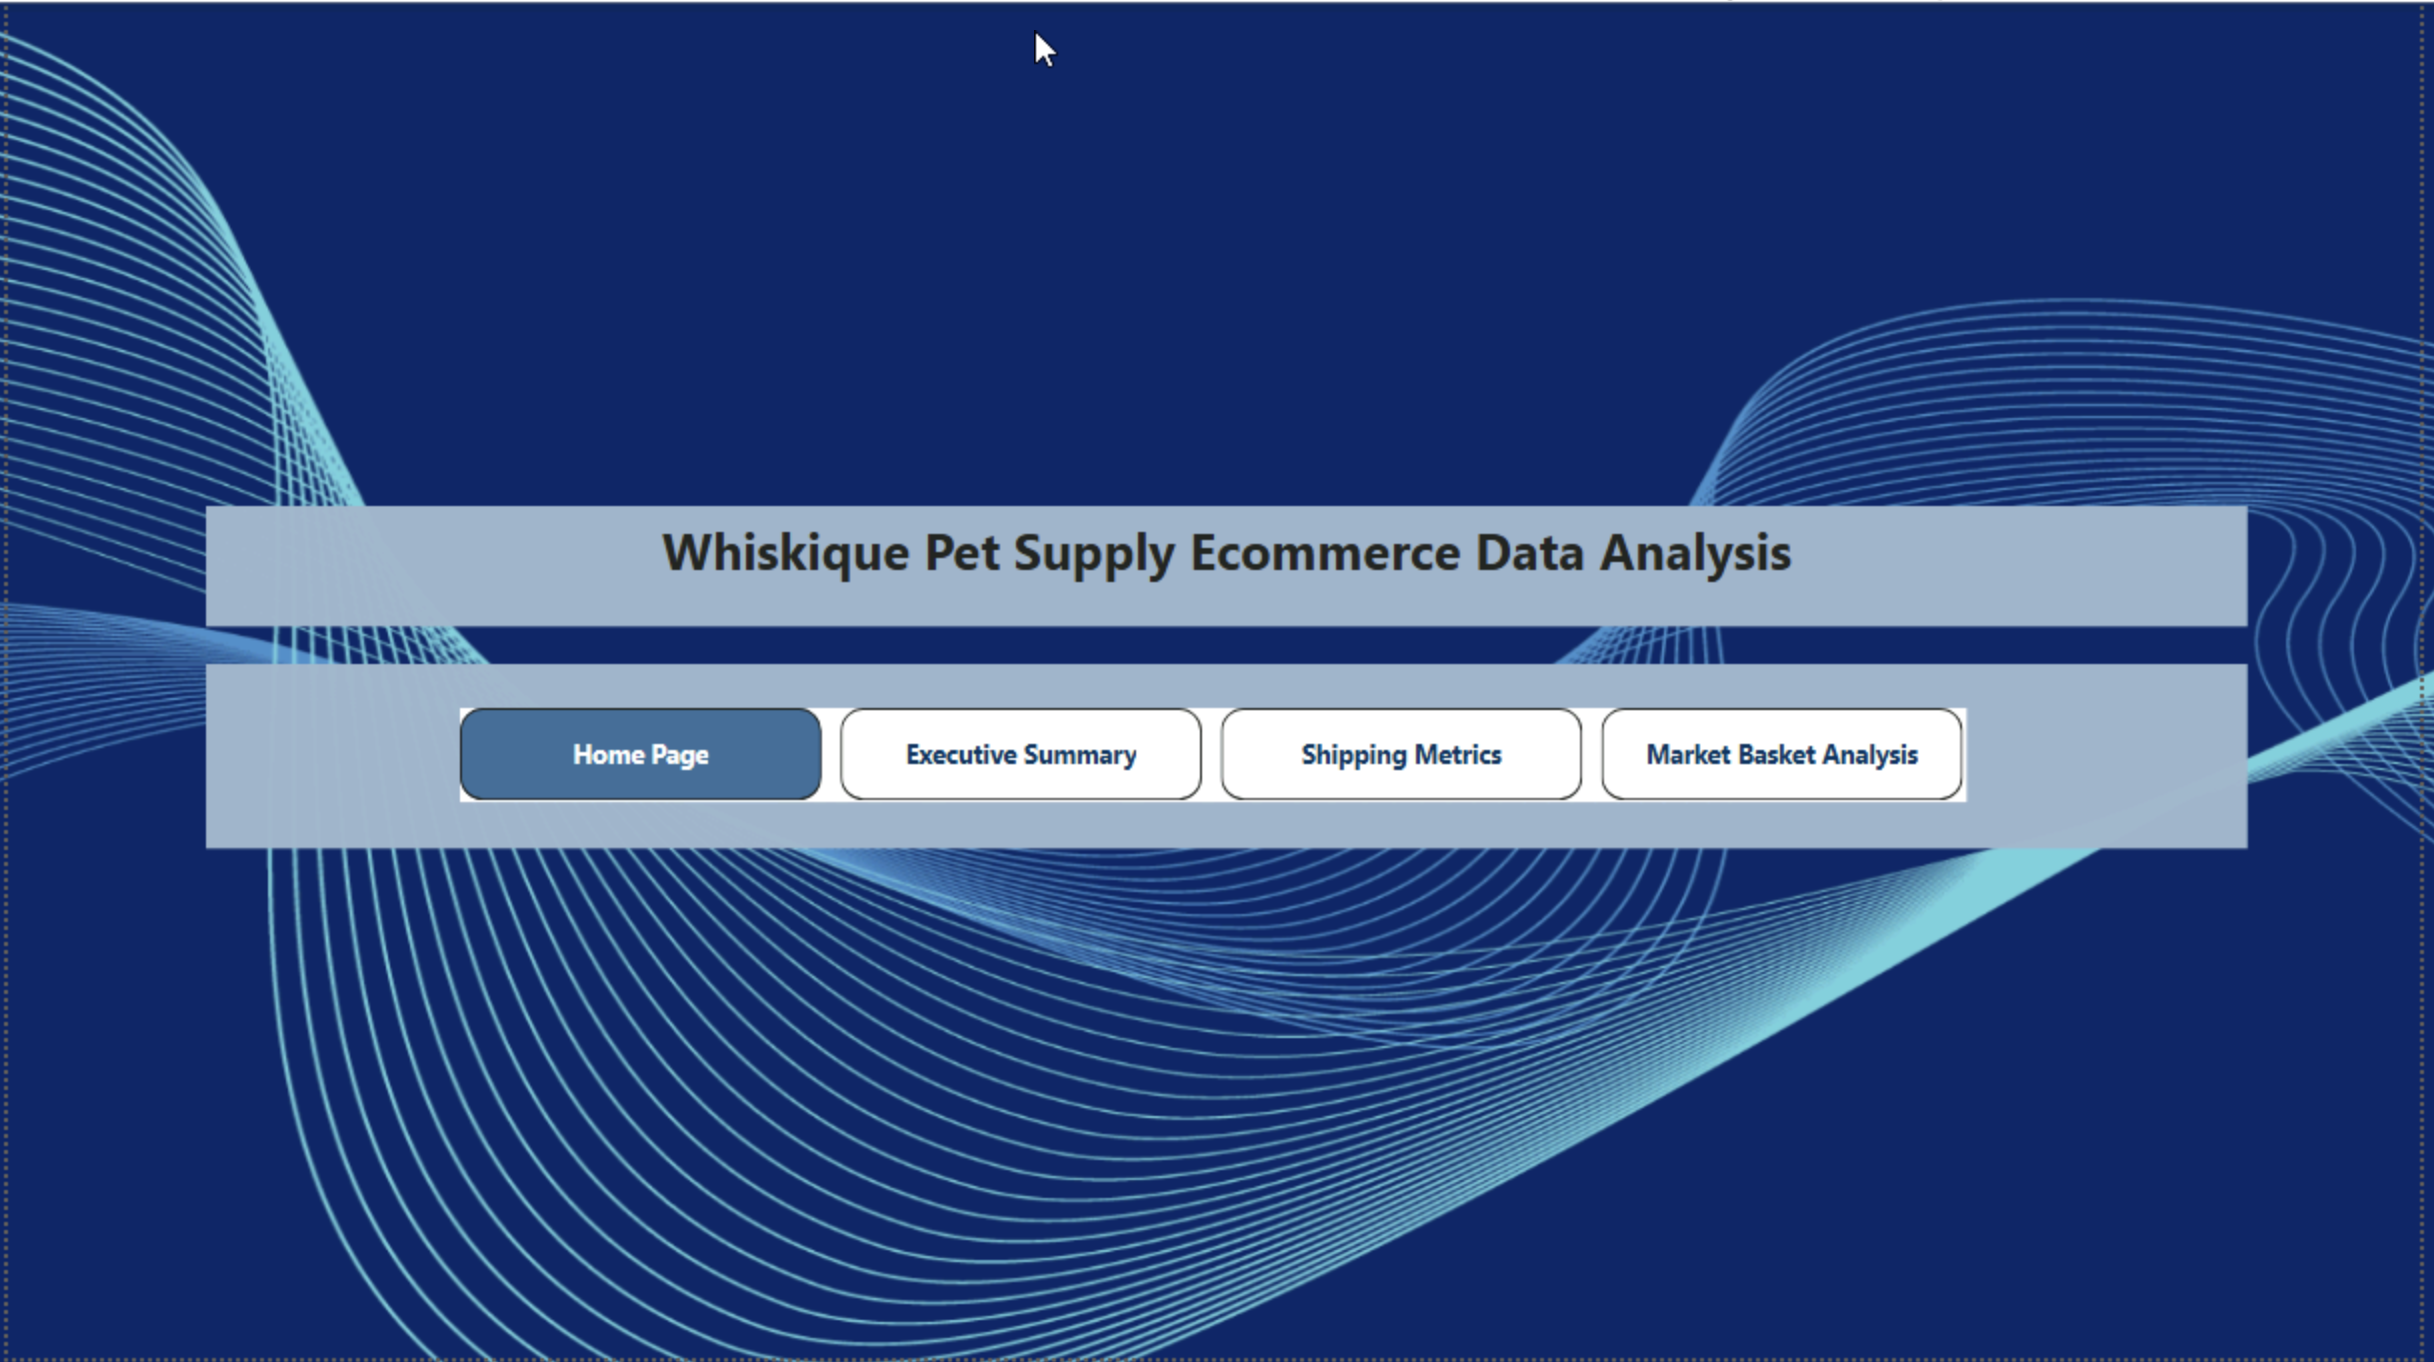 Whiskique Pet Supply Ecommerce Data Analysis
Home Page
Executive Summary
Shipping Metrics
Market Basket Analysis